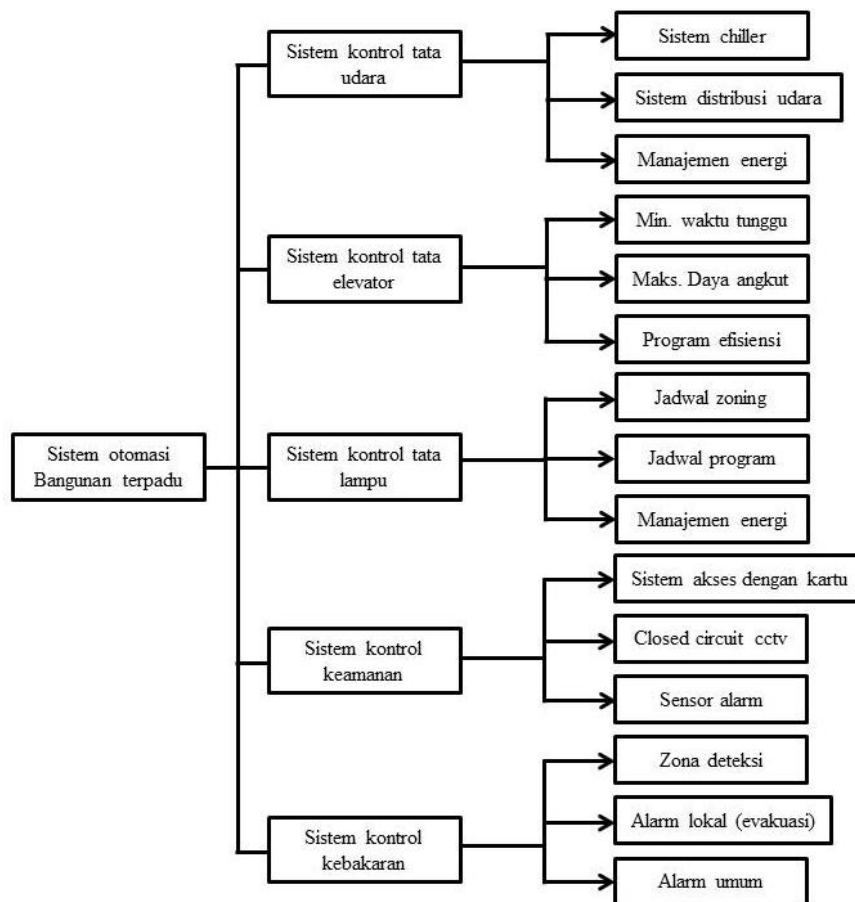 Sistem kontrol tata
udara
Sistem chiller
Sistem distribusi udara
Manajemen energi
Sistem kontrol tata
elevator
Min. waktu tunggu
Maks. Daya angkut
Program efisiensi
Sistem otomasi
Bangunan terpadu
Sistem kontrol tata
lampu
Jadwal zoning
Jadwal program
Manajemen energi
Sistem kontrol
keamanan
Sistem akses dengan kartu
Closed circuit cctv
Sensor alarm
Sistem kontrol
kebakaran
Zona deteksi
Alarm lokal (evakuasi)
Alarm umum